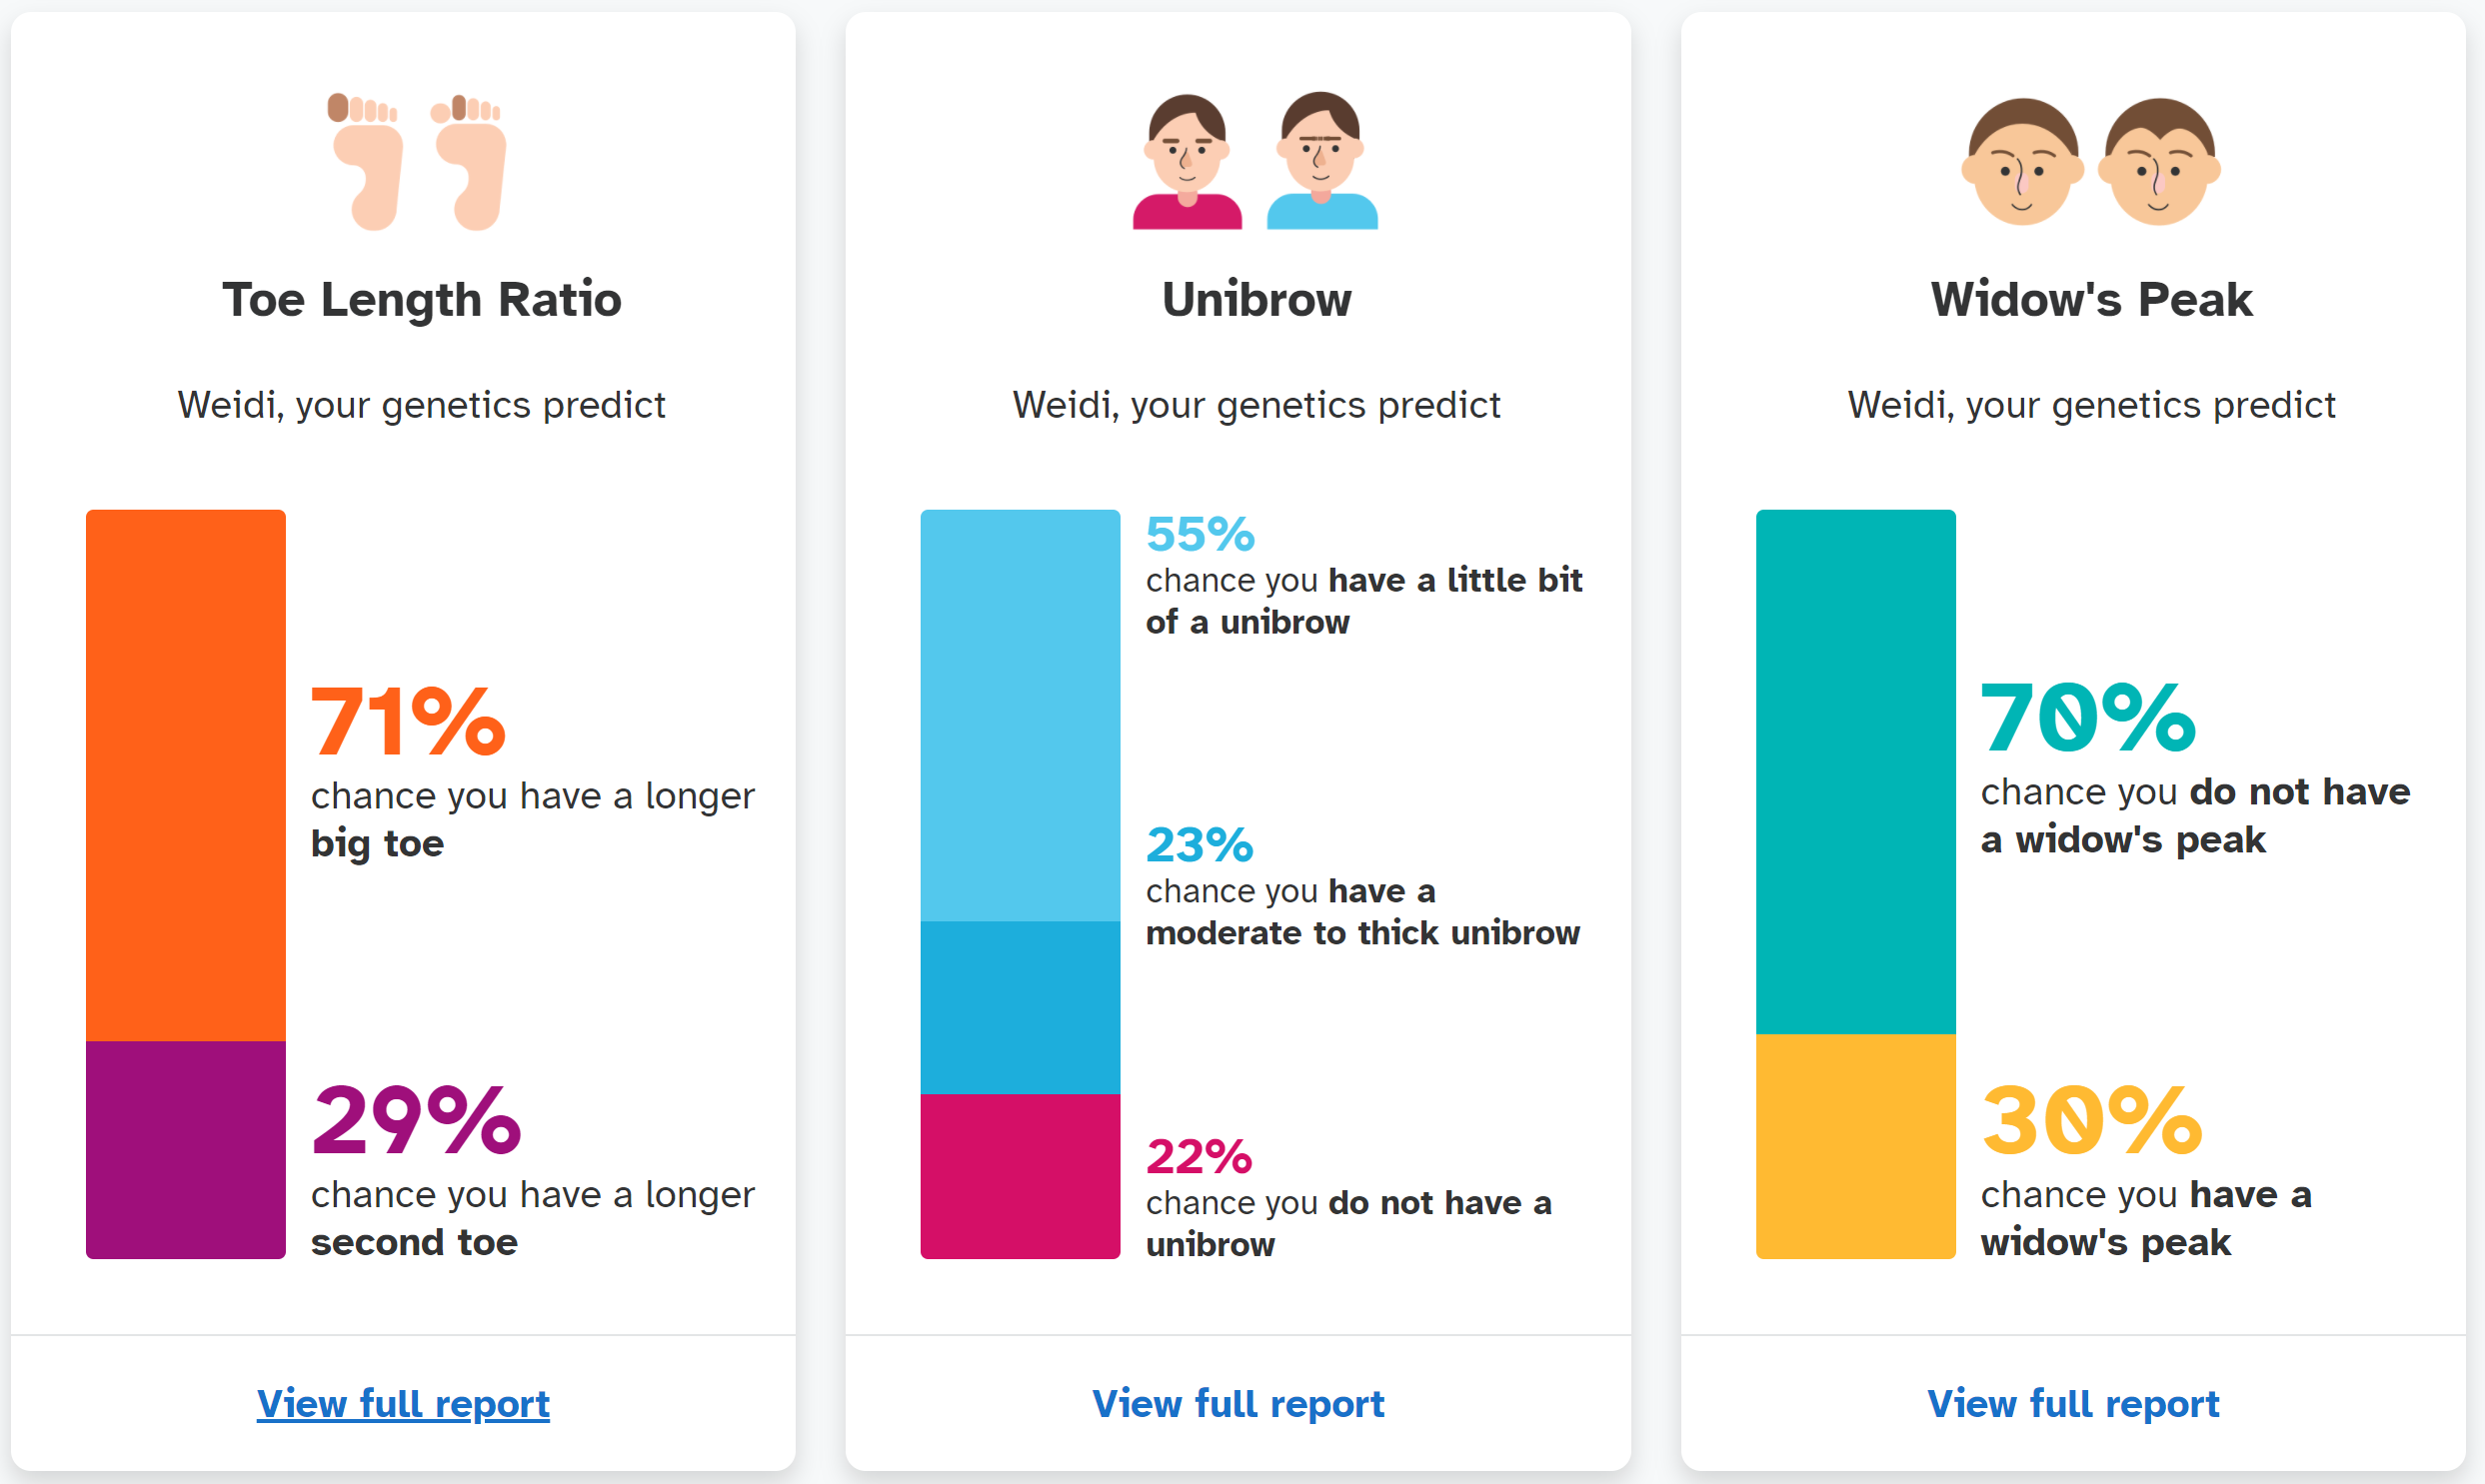 Toe Length Ratio
Weidi, your genetics predict
71%
chance you have a longer
big toe
29%
chance you have a longer
second toe
View full report
Unibrow
Weidi, your genetics predict
55%
chance you have a little bit
of a unibrow
23%
chance you have a
moderate to thick unibrow
22%
chance you do not have a
unibrow
View full report
Widow's Peak
Weidi, your genetics predict
70%
chance you do not have
a widow's peak
30%
chance you have a
widow's peak
View full report